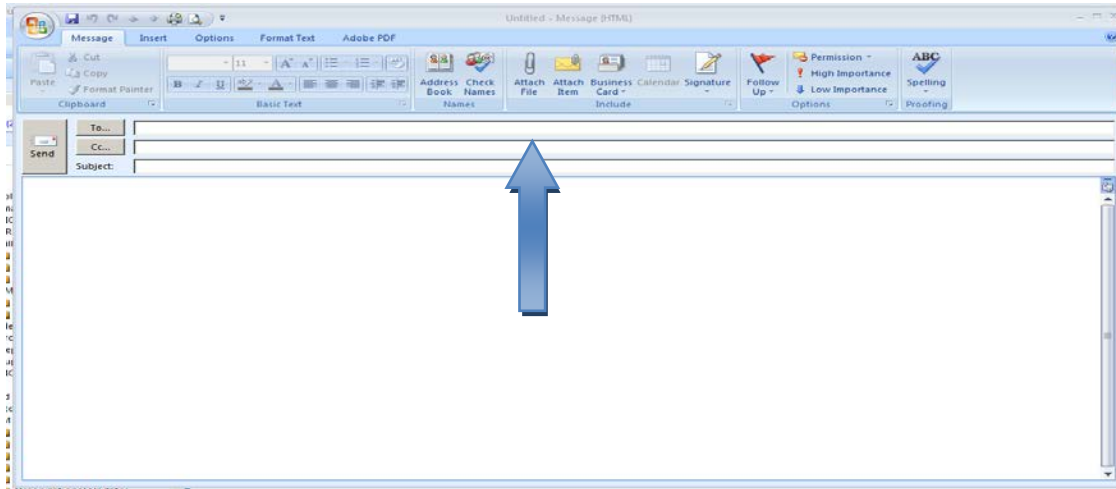 Untitled - Message (HTML)
Message Insert Options Format Text Adobe PDF
Cut
Copy
Paste
Format Painter
Clipboard
11
B I U
Basic Text
Address Book
Check Names
Names
Attach File
Attach Item
Business Card
Calendar
Signature
Include
Follow Up
Permission
High Importance
Low Importance
Options
ABC
Spelling
Proofing
Send
To...
Cc...
Subject: